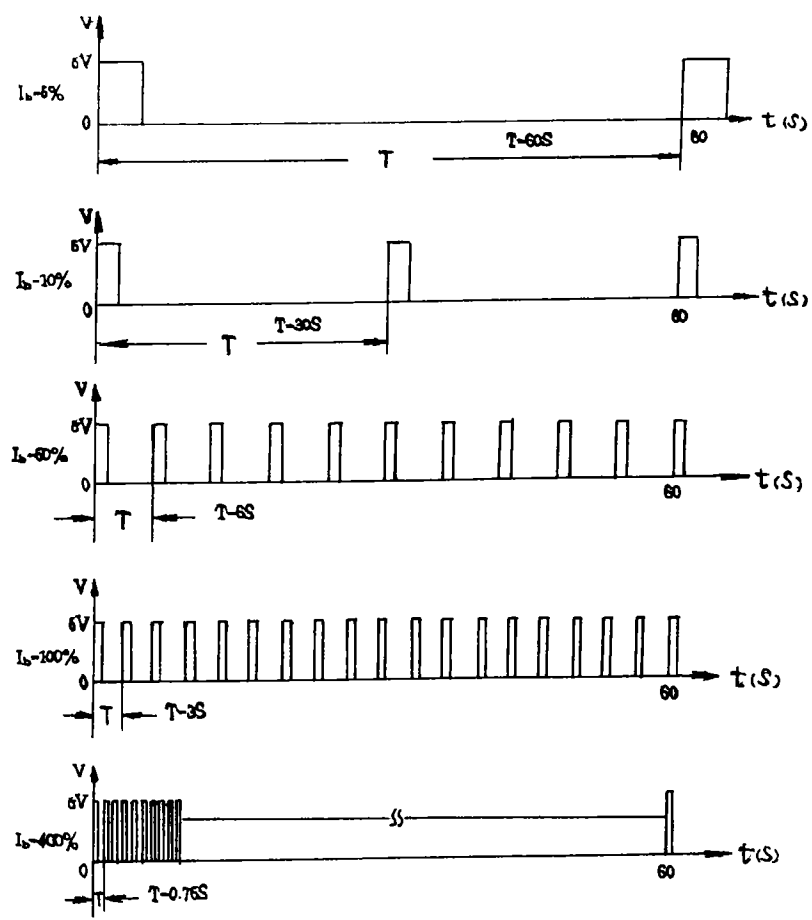 V
5V
I_b=5%
0
t(S)
T=60S
60
T
V
5V
I_b=10%
0
t(S)
T=30S
60
T
V
5V
I_b=50%
0
t(S)
60
T
T=6S
V
5V
I_b=100%
0
t(S)
60
T
T=3S
V
5V
I_b=400%
0
t(S)
60
T
T=0.75S